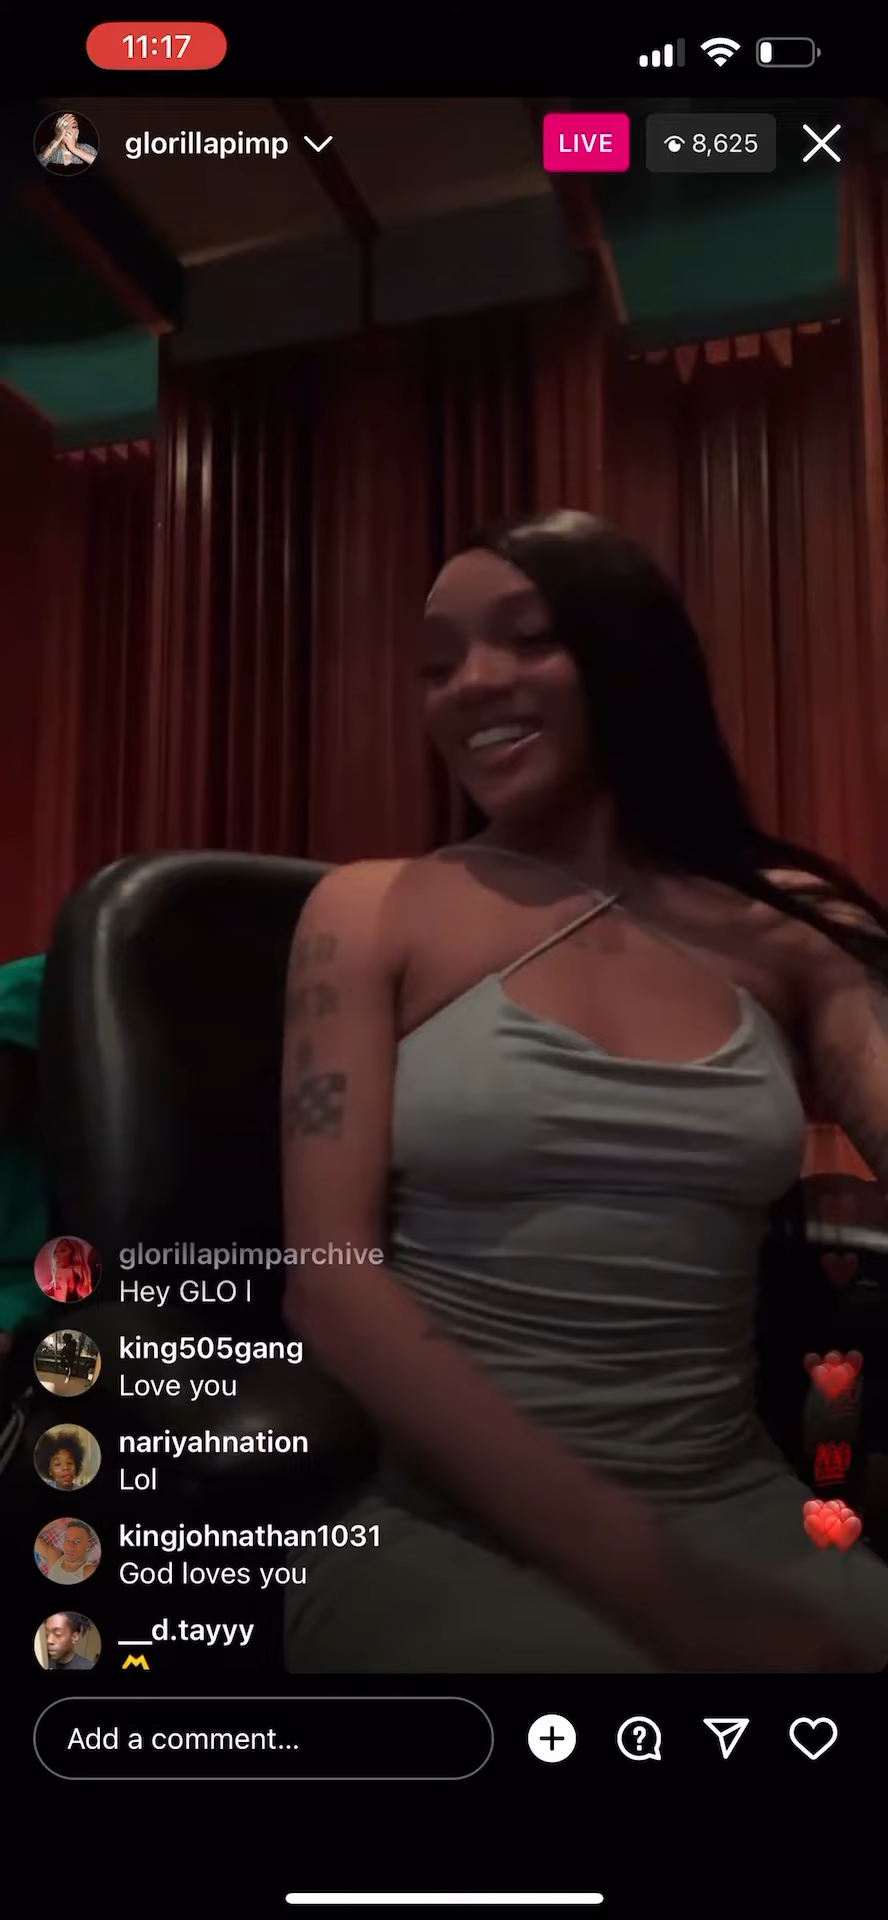 11:17
glorillapimp
LIVE
8,625
glorillapimparchive
Hey GLO l
king505gang
Love you
nariyahnation
Lol
kingjohnathan1031
God loves you
__d.tayyy
Add a comment...